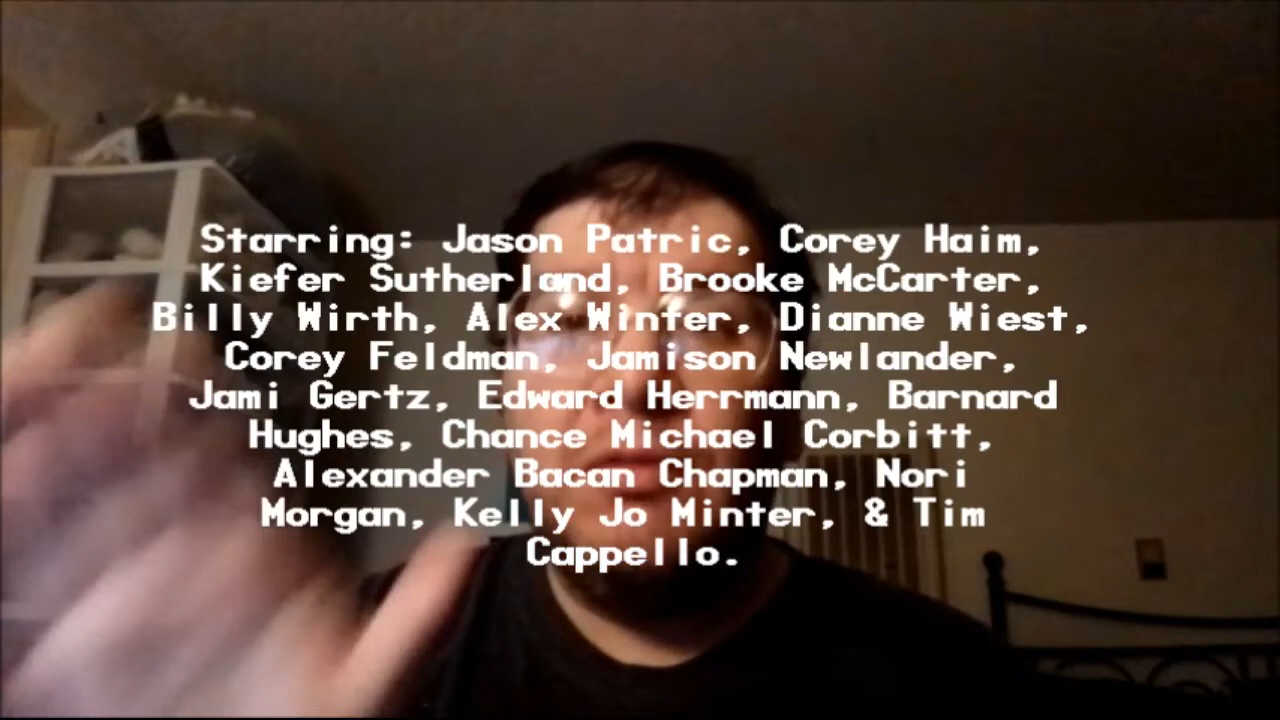 Starring: Jason Patric, Corey Haim,
Kiefer Sutherland, Brooke McCarter,
Billy Wirth, Alex Winter, Dianne Wiest,
Corey Feldman, Jamison Newlander,
Jami Gertz, Edward Herrmann, Barnard
Hughes, Chance Michael Corbitt,
Alexander Bacan Chapman, Nori
Morgan, Kelly Jo Minter, & Tim
Cappello.